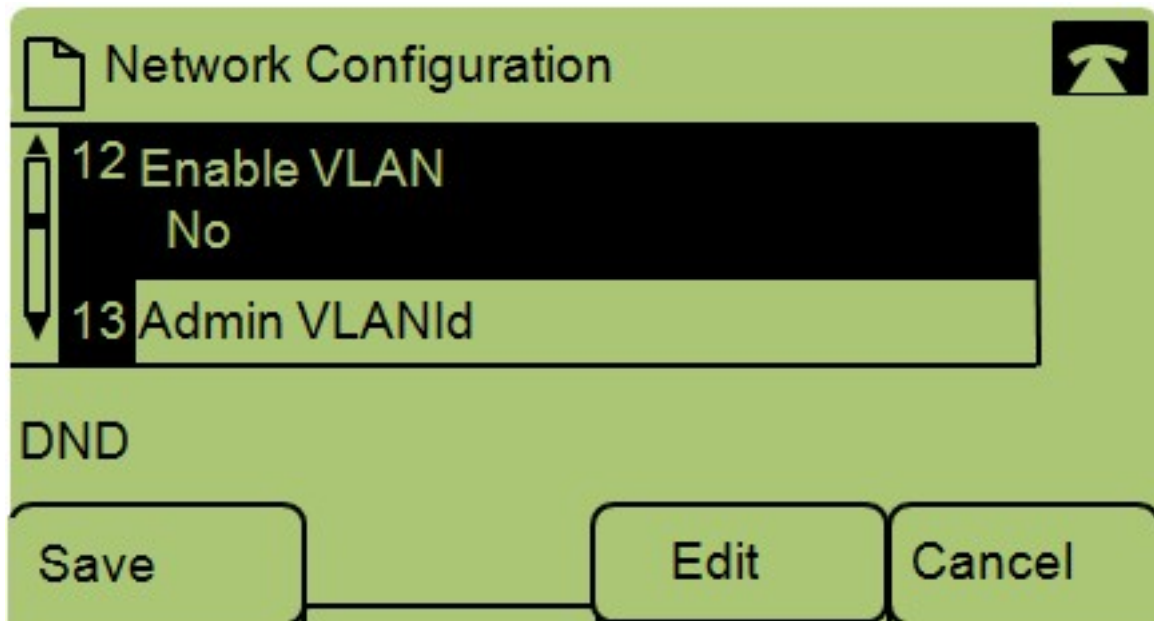 Network Configuration
12 Enable VLAN
No
13 Admin VLANId
DND
Save Edit Cancel